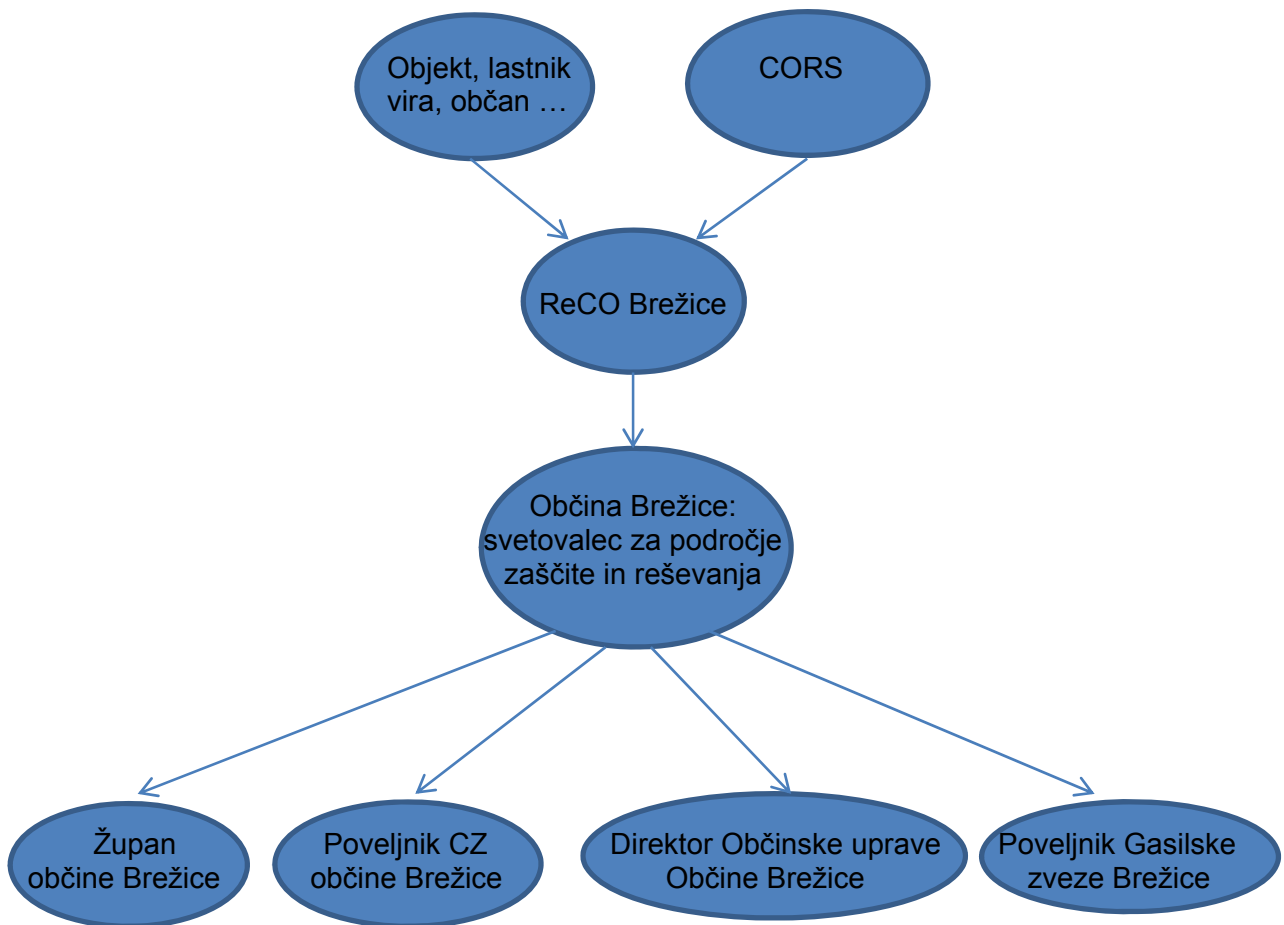 Objekt, lastnik
vira, občan …
CORS
ReCO Brežice
Občina Brežice:
svetovalec za področje
zaščite in reševanja
Župan
občine Brežice
Poveljnik CZ
občine Brežice
Direktor Občinske uprave
Občine Brežice
Poveljnik Gasilske
zveze Brežice